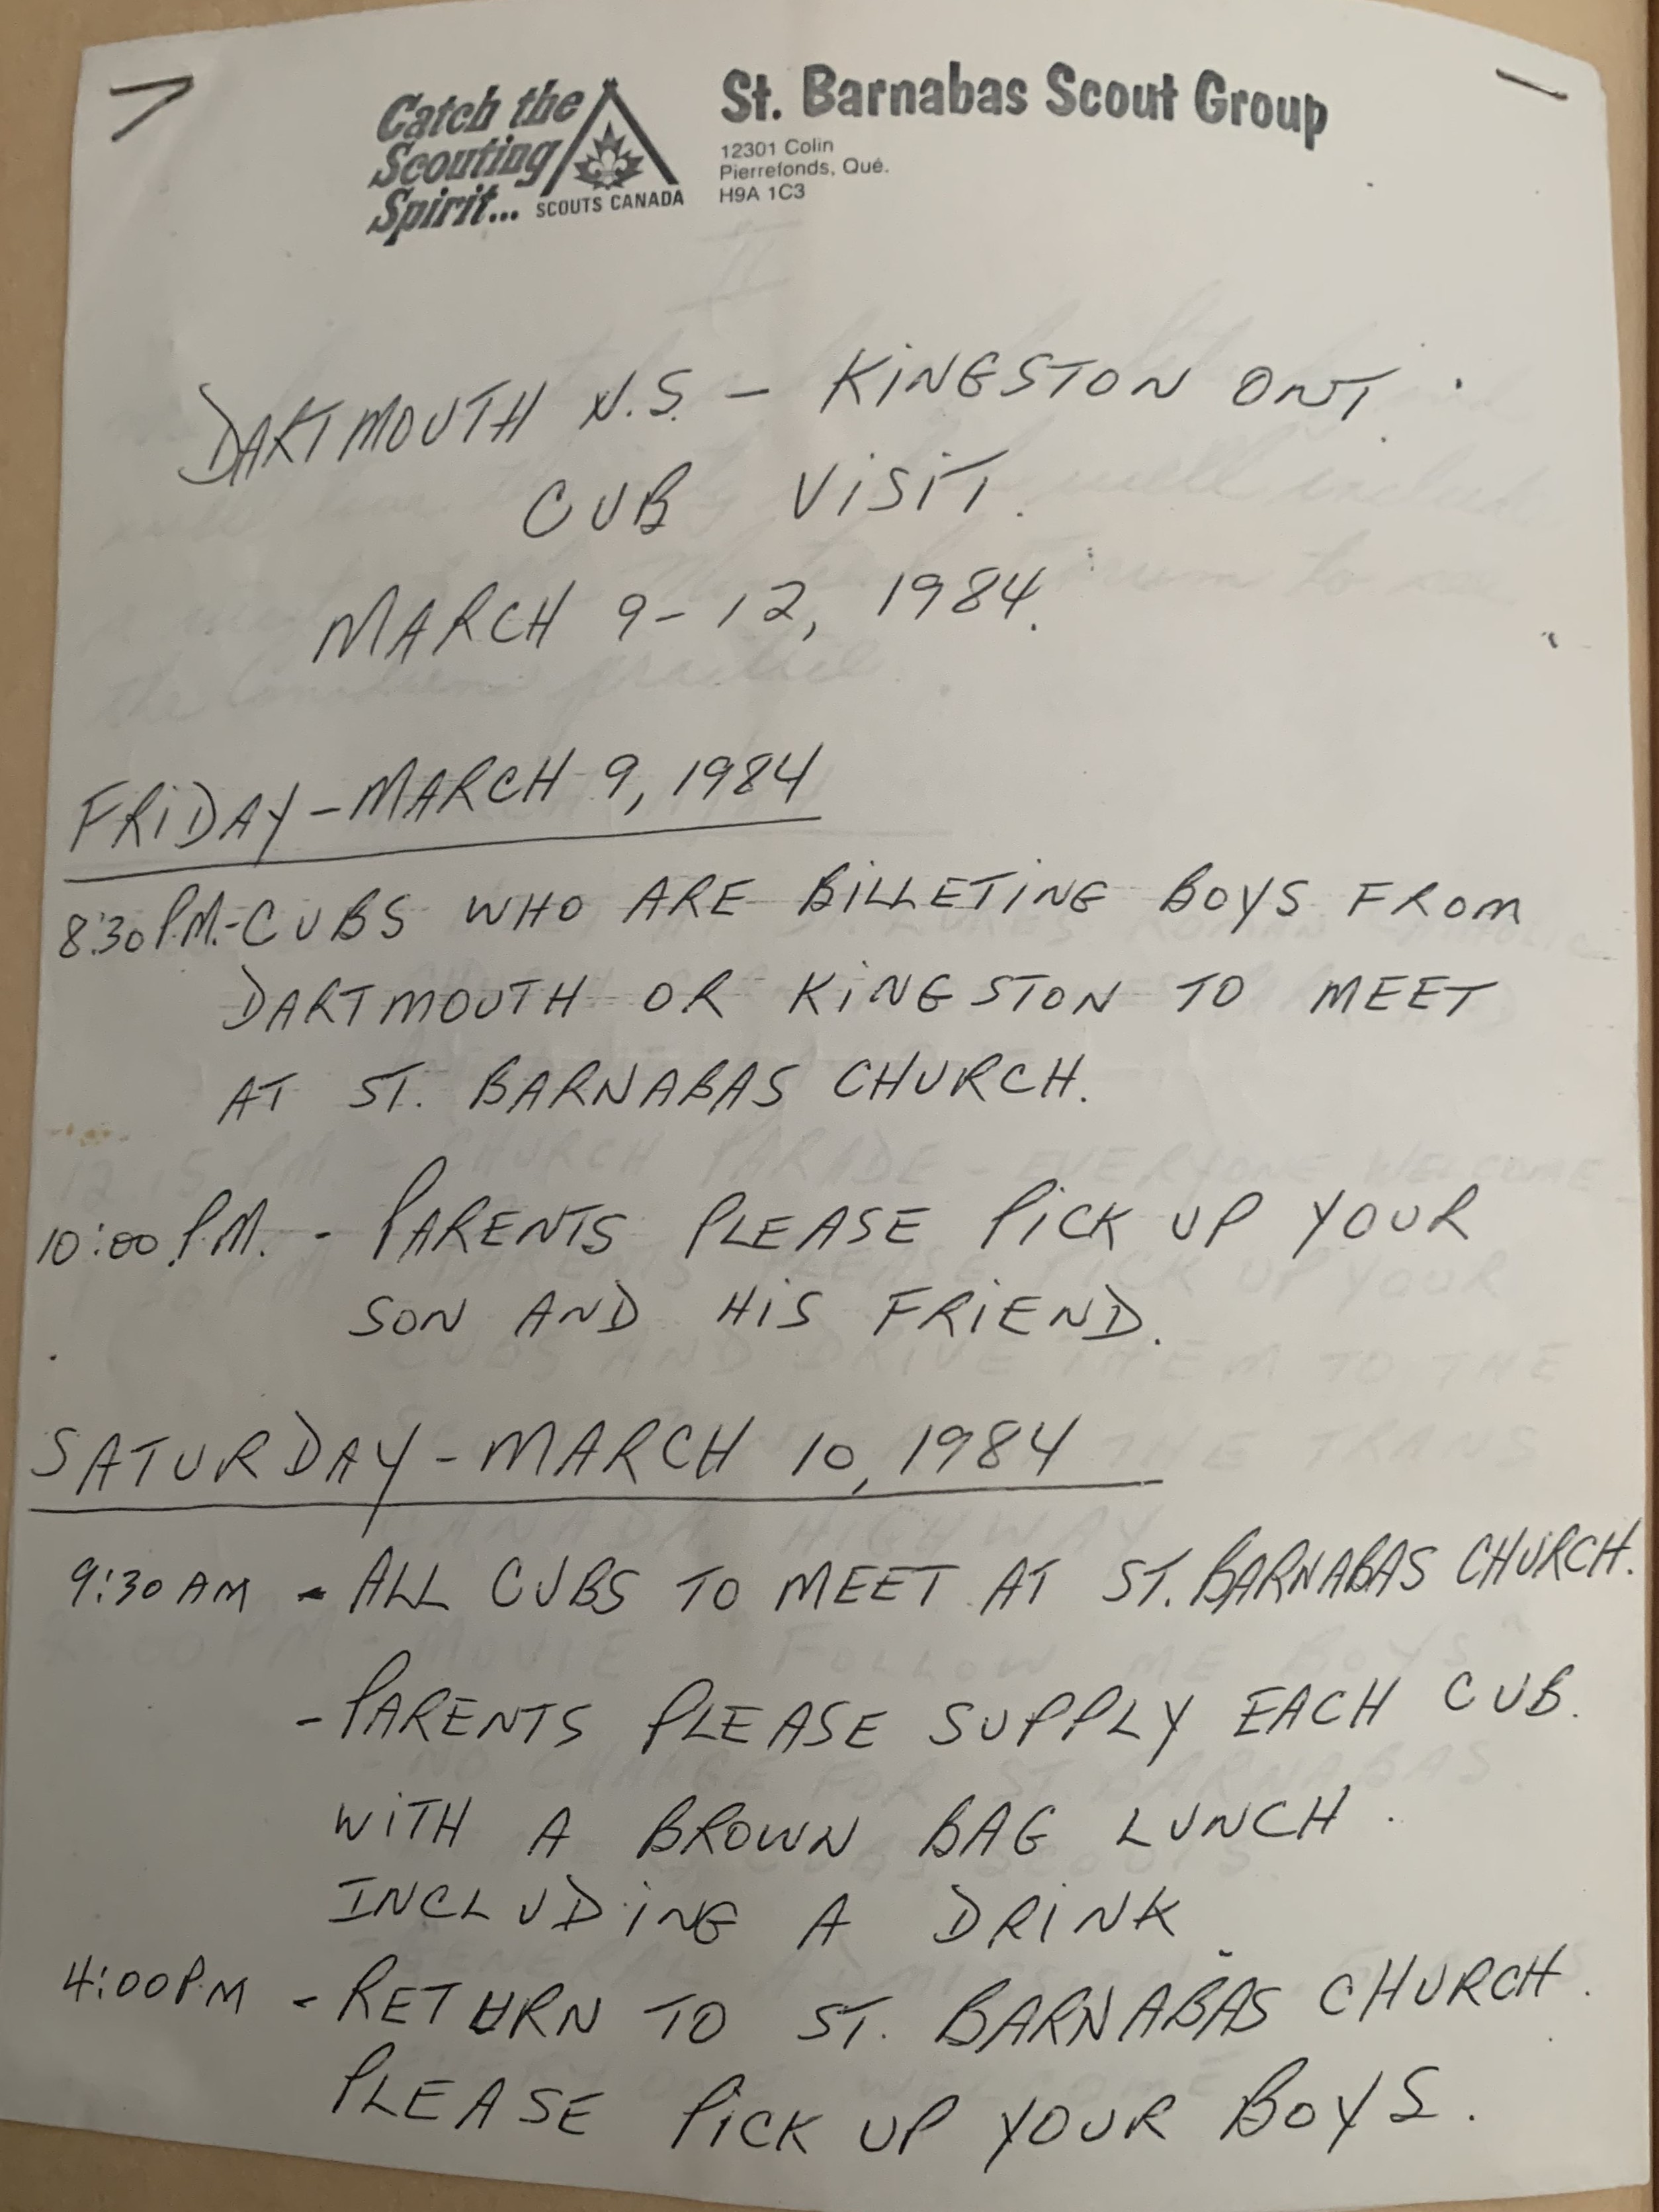 Catch the
Scouting
Spirit...
SCOUTS CANADA
St. Barnabas Scout Group
12301 Colin
Pierrefonds, Qué.
H9A 1C3
DARTMOUTH N.S. - KINGSTON ONT.
CUB VISIT.
MARCH 9-12, 1984.
FRIDAY - MARCH 9, 1984
8:30 P.M. - CUBS WHO ARE BILLETING BOYS FROM
DARTMOUTH OR KINGSTON TO MEET
AT ST. BARNABAS CHURCH.
10:00 P.M. - PARENTS PLEASE PICK UP YOUR
SON AND HIS FRIEND.
SATURDAY - MARCH 10, 1984
9:30 AM - ALL CUBS TO MEET AT ST. BARNABAS CHURCH.
- PARENTS PLEASE SUPPLY EACH CUB.
WITH A BROWN BAG LUNCH.
INCLUDING A DRINK.
4:00 P.M - RETURN TO ST. BARNABAS CHURCH.
PLEASE PICK UP YOUR BOYS.